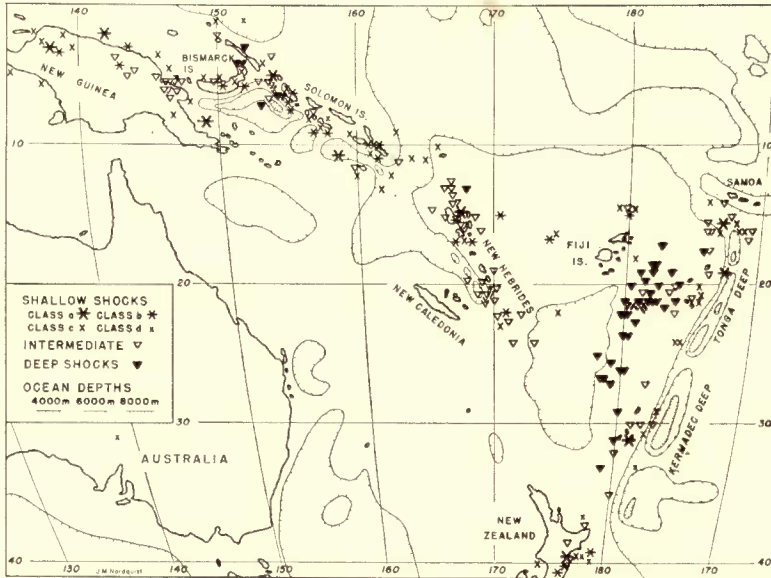 140 150 160 170 180 170
BISMARCK
IS.
NEW GUINEA
SOLOMON IS.
10 10
SAMOA
FIJI
IS.
NEW HEBRIDES
20 20
NEW CALEDONIA
TONGA DEEP
SHALLOW SHOCKS
CLASS a CLASS b
CLASS c x CLASS d x
INTERMEDIATE ▽
DEEP SHOCKS ▼
OCEAN DEPTHS
4000m 6000m 8000m
30 30
KERMADEC DEEP
AUSTRALIA
NEW
ZEALAND
40 40
J.M. Nordquist
130 140 150 160 170 180 170